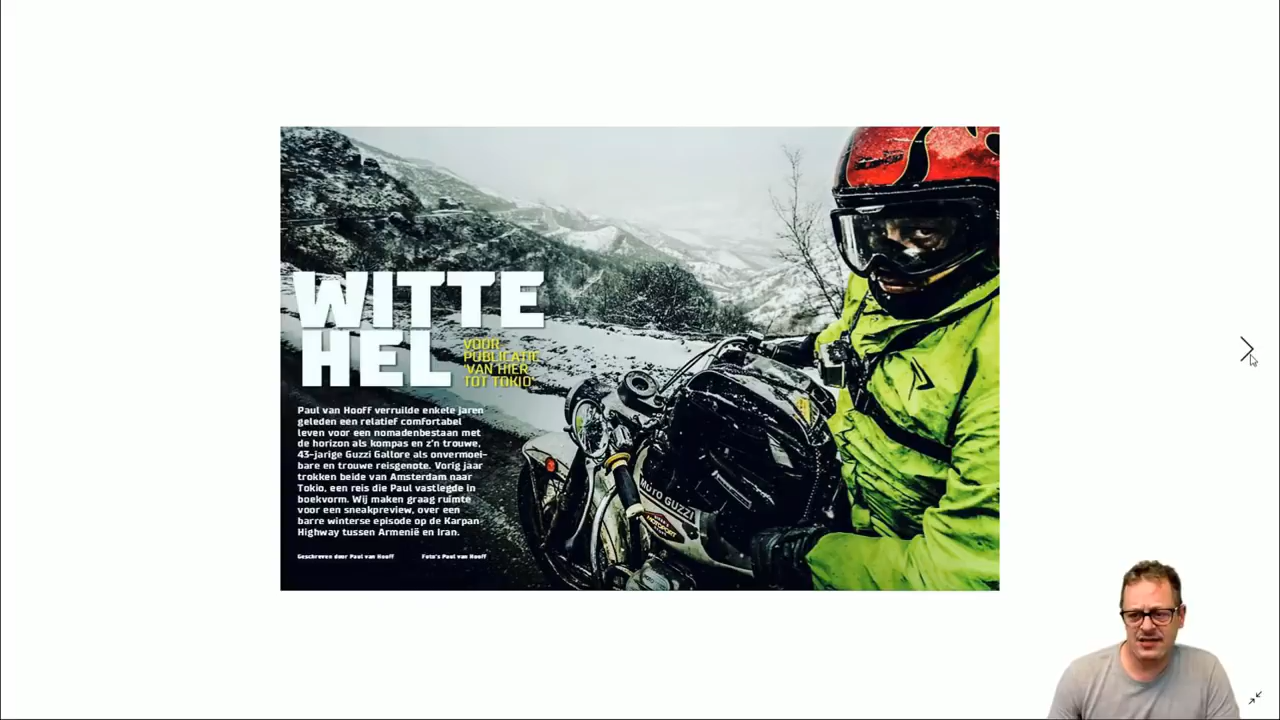 WITTE
HEL
VOOR
PUBLICATIE
'VAN HIER
TOT TOKIO'
Paul van Hooff verruilde enkele jaren
geleden een relatief comfortabel
leven voor een nomadenbestaan met
de horizon als kompas en z'n trouwe,
43-jarige Guzzi Gallore als onvermoei-
bare en trouwe reisgenote. Vorig jaar
trokken beide van Amsterdam naar
Tokio, een reis die Paul vastlegde in
boekvorm. Wij maken graag ruimte
voor een sneakpreview, over een
barre winterse episode op de Karpan
Highway tussen Armenië en Iran.
Geschreven door Paul van Hooff Foto's Paul van Hooff
MOTO GUZZI